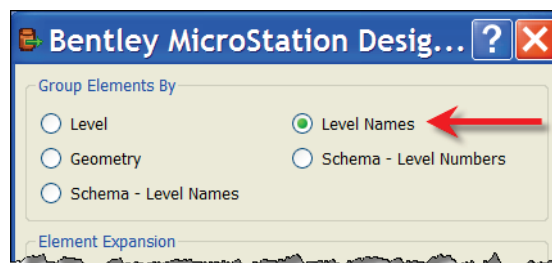 Bentley MicroStation Desig...
Group Elements By
Level
Level Names
Geometry
Schema - Level Numbers
Schema - Level Names
Element Expansion